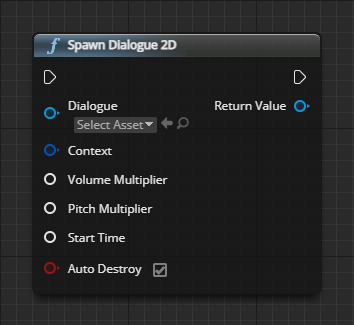 Spawn Dialogue 2D
Dialogue
Return Value
Select Asset
Context
Volume Multiplier
Pitch Multiplier
Start Time
Auto Destroy